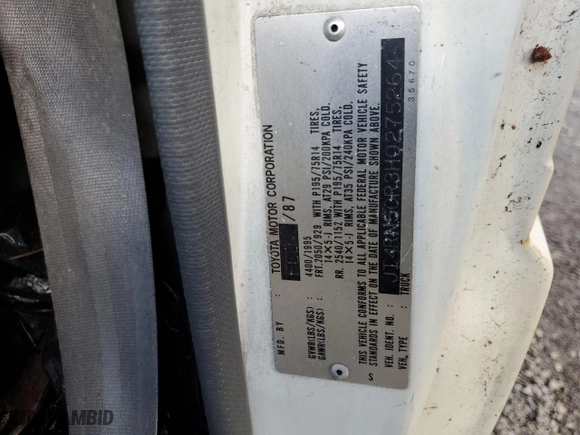 MFD. BY : TOYOTA MOTOR CORPORATION
/87
GVWR(LBS/KGS) : 4400/1995
GAWR(LBS/KGS) : FRT.2050/929 WITH P195/75R14 TIRES,
14×5-J RIMS, AT29 PSI/200KPA COLD.
RR. 2540/1152 WITH P195/75R14 TIRES,
14×5-J RIMS, AT35 PSI/240KPA COLD.
THIS VEHICLE CONFORMS TO ALL APPLICABLE FEDERAL MOTOR VEHICLE SAFETY
STANDARDS IN EFFECT ON THE DATE OF MANUFACTURE SHOWN ABOVE.
VEH. IDENT. NO. :
VEH. TYPE : TRUCK
35670
S